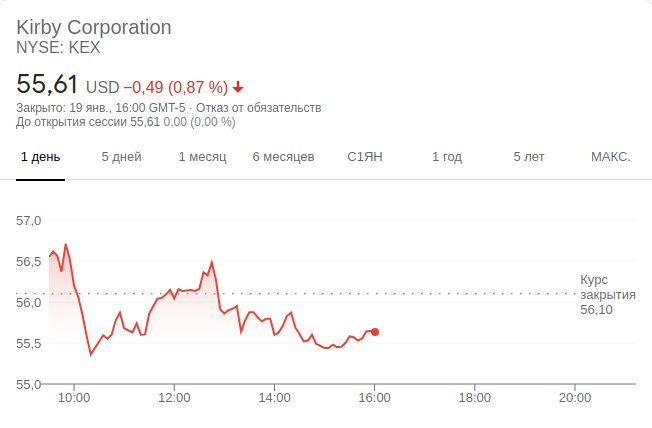 Kirby Corporation
NYSE: KEX
55,61 USD −0,49 (0,87 %)
Закрыто: 19 янв., 16:00 GMT-5 · Отказ от обязательств
До открытия сессии 55,61 0,00 (0,00 %)
1 день 5 дней 1 месяц 6 месяцев С1ЯН 1 год 5 лет МАКС.
57,0
56,5
Курс
закрытия
56,10
56,0
55,5
55,0
10:00 12:00 14:00 16:00 18:00 20:00